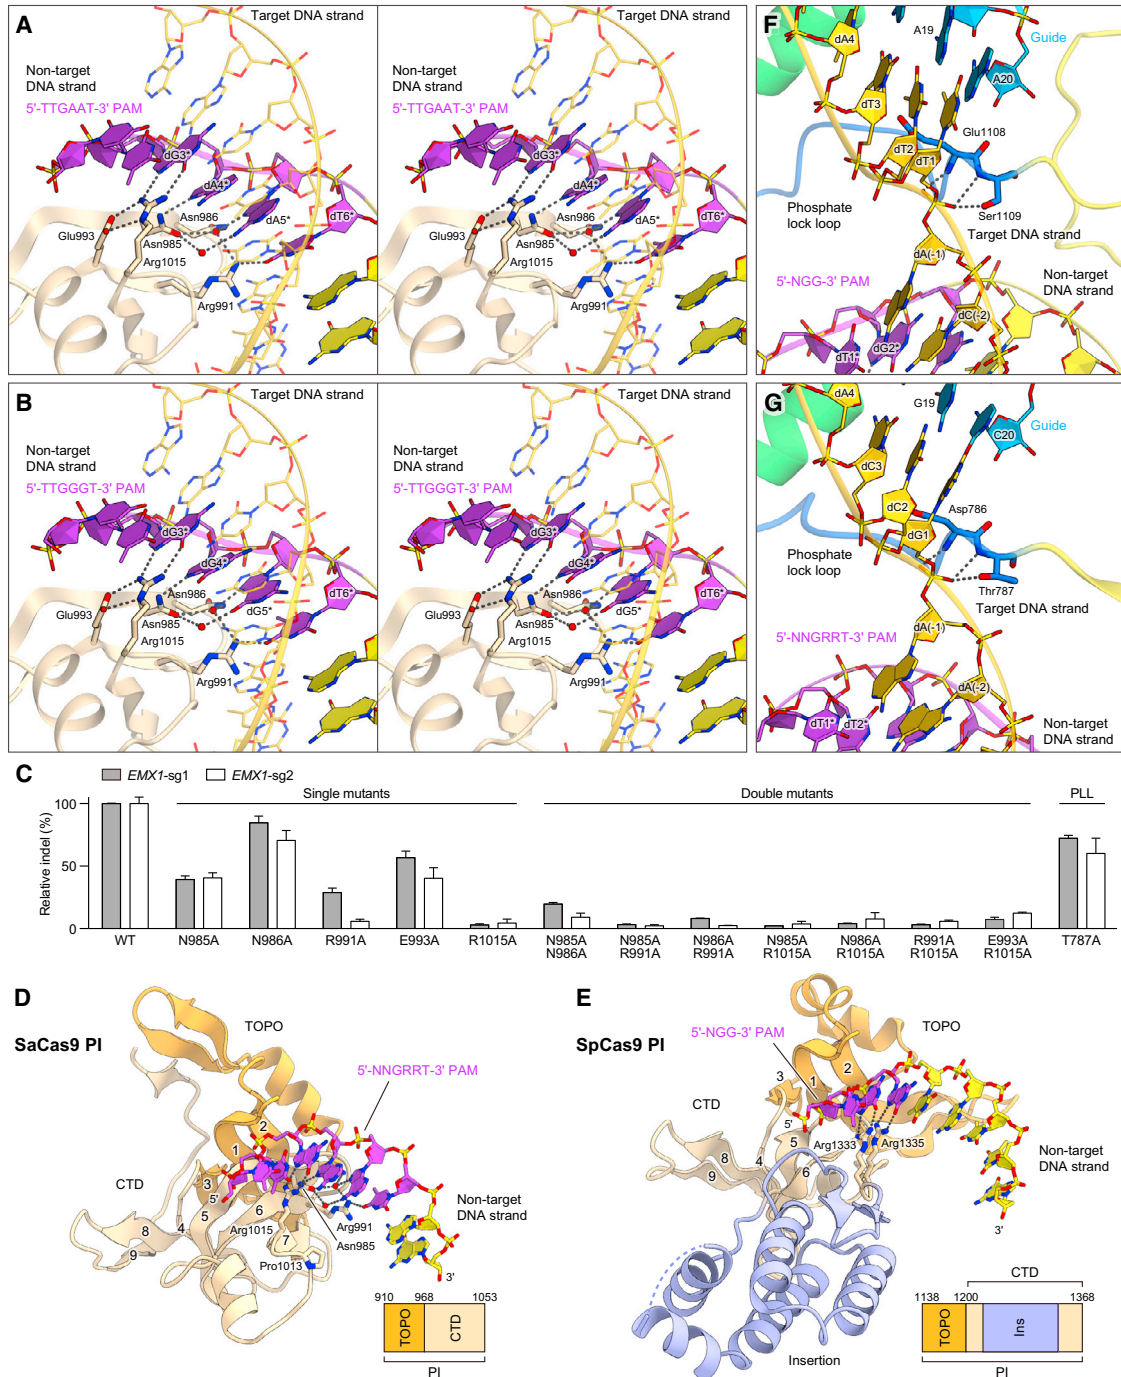 A
Target DNA strand
Target DNA strand
Non-target
DNA strand
5'-TTGAAT-3' PAM
Non-target
DNA strand
5'-TTGAAT-3' PAM
dG3*
dA4*
dA5*
dT6*
Asn986
Glu993
Asn985
Arg1015
Arg991
dG3*
dA4*
dA5*
dT6*
Asn986
Glu993
Asn985
Arg1015
Arg991
B
Target DNA strand
Target DNA strand
Non-target
DNA strand
5'-TTGGGT-3' PAM
Non-target
DNA strand
5'-TTGGGT-3' PAM
dG3*
dG4*
dG5*
dT6*
Asn986
Glu993
Asn985
Arg1015
Arg991
dG3*
dG4*
dG5*
dT6*
Asn986
Glu993
Asn985
Arg1015
Arg991
F
dA4
A19
Guide
A20
dT3
Glu1108
dT2
dT1
Phosphate
lock loop
Ser1109
Target DNA strand
dA(-1)
5'-NGG-3' PAM
Non-target
DNA strand
dC(-2)
dG2*
dT1*
G
dA4
G19
Guide
C20
dC3
dC2
Asp786
dG1
Phosphate
lock loop
Thr787
Target DNA strand
dA(-1)
5'-NNGRRT-3' PAM
dA(-2)
dT1*
dT2*
Non-target
DNA strand
C
EMX1-sg1
EMX1-sg2
Single mutants
Double mutants
PLL
Relative indel (%)
100
50
0
WT
N985A
N986A
R991A
E993A
R1015A
N985A
N986A
N985A
R991A
N986A
R991A
N985A
R1015A
N986A
R1015A
R991A
R1015A
E993A
R1015A
T787A
D
SaCas9 PI
TOPO
5'-NNGRRT-3' PAM
2
1
CTD
3
5'
5
6
4
8
9
7
Arg1015
Arg991
Asn985
Pro1013
Non-target
DNA strand
3'
910
968
1053
TOPO
CTD
PI
E
SpCas9 PI
5'-NGG-3' PAM
TOPO
2
1
3
CTD
5'
5
4
6
8
9
Arg1333
Arg1335
Non-target
DNA strand
3'
Insertion
CTD
1138
1200
1368
TOPO
Ins
PI